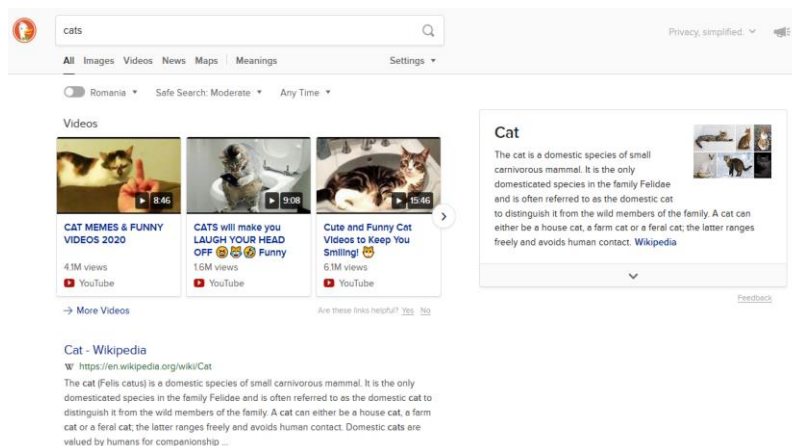 cats
Privacy, simplified.
All Images Videos News Maps Meanings
Settings
Romania Safe Search: Moderate Any Time
Videos
8:46
9:08
15:46
CAT MEMES & FUNNY
VIDEOS 2020
4.1M views
YouTube
CATS will make you
LAUGH YOUR HEAD
OFF 😂😹🤣 Funny
1.6M views
YouTube
Cute and Funny Cat
Videos to Keep You
Smiling! 🐱
6.1M views
YouTube
→ More Videos
Are these links helpful? Yes No
Cat - Wikipedia
W https://en.wikipedia.org/wiki/Cat
The cat (Felis catus) is a domestic species of small carnivorous mammal. It is the only
domesticated species in the family Felidae and is often referred to as the domestic cat to
distinguish it from the wild members of the family. A cat can either be a house cat, a farm
cat or a feral cat; the latter ranges freely and avoids human contact. Domestic cats are
valued by humans for companionship ...
Cat
The cat is a domestic species of small
carnivorous mammal. It is the only
domesticated species in the family Felidae
and is often referred to as the domestic cat
to distinguish it from the wild members of the family. A cat can
either be a house cat, a farm cat or a feral cat; the latter ranges
freely and avoids human contact. Wikipedia
Feedback